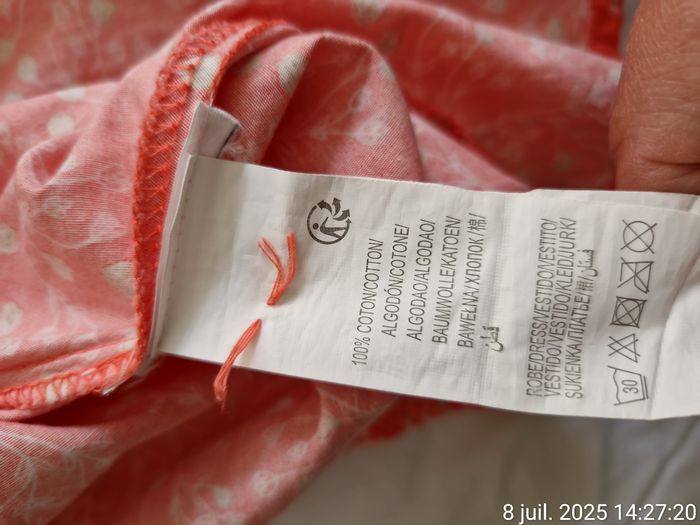 100% COTON/COTTON/
ALGODÓN/COTONE/
ALGODAO/ALGODAO/
BAUMWOLLE/KATOEN/
BAWEŁNA/ХЛОПОК/棉/
قطن
ROBE/DRESS/VESTIDO/VESTITO/
VESTIDO/VESTIDO/KLEID/JURK/
SUKIENKA/ПЛАТЬЕ/裙/فستان
30
8 juil. 2025 14:27:20